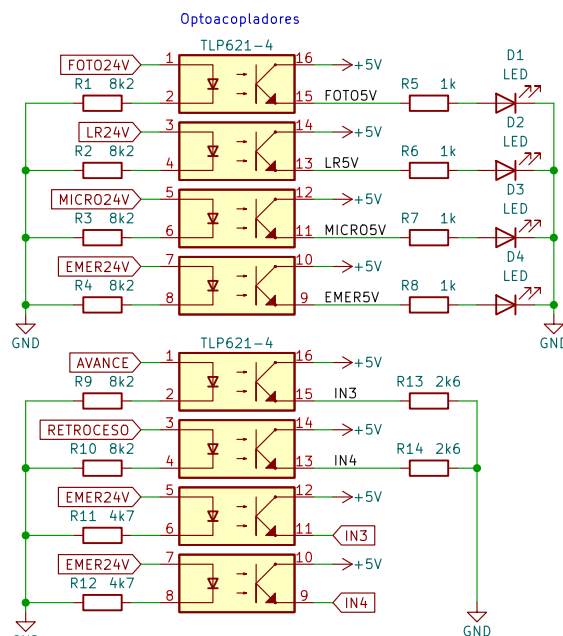 Optoacopladores
TLP621-4
D1
LED
FOTO24V 1 16 +5V
R1 8k2 2 15 FOTO5V R5 1k
D2
LED
LR24V 3 14 +5V
R2 8k2 4 13 LR5V R6 1k
D3
LED
MICRO24V 5 12 +5V
R3 8k2 6 11 MICRO5V R7 1k
D4
LED
EMER24V 7 10 +5V
R4 8k2 8 9 EMER5V R8 1k
GND GND
TLP621-4
AVANCE 1 16 +5V
R9 8k2 2 15 IN3 R13 2k6
RETROCESO 3 14 +5V
R10 8k2 4 13 IN4 R14 2k6
EMER24V 5 12 +5V
R11 4k7 6 11 IN3
EMER24V 7 10 +5V
R12 4k7 8 9 IN4
GND GND